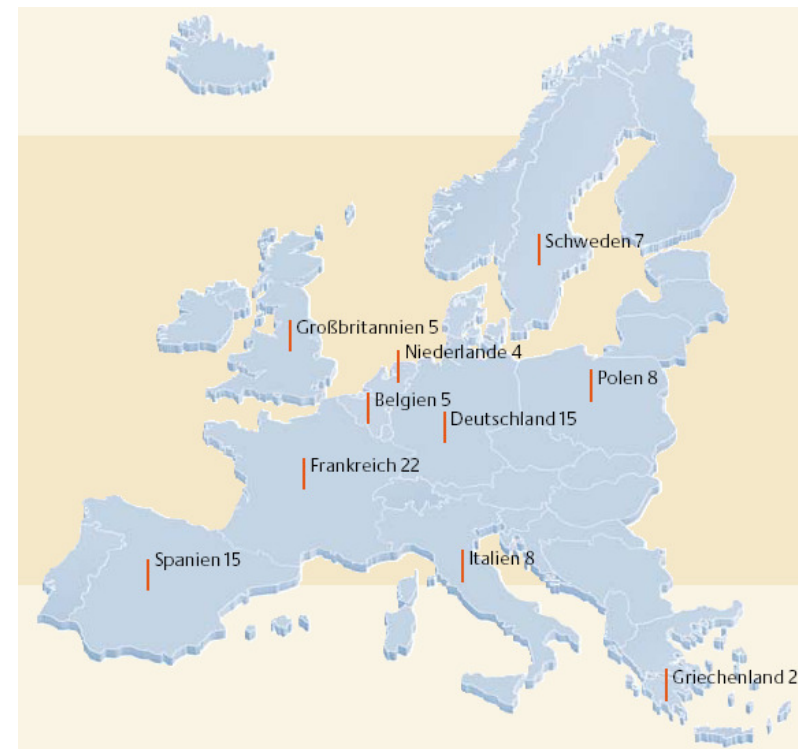 Schweden 7
Großbritannien 5
Niederlande 4
Polen 8
Belgien 5
Deutschland 15
Frankreich 22
Spanien 15
Italien 8
Griechenland 2